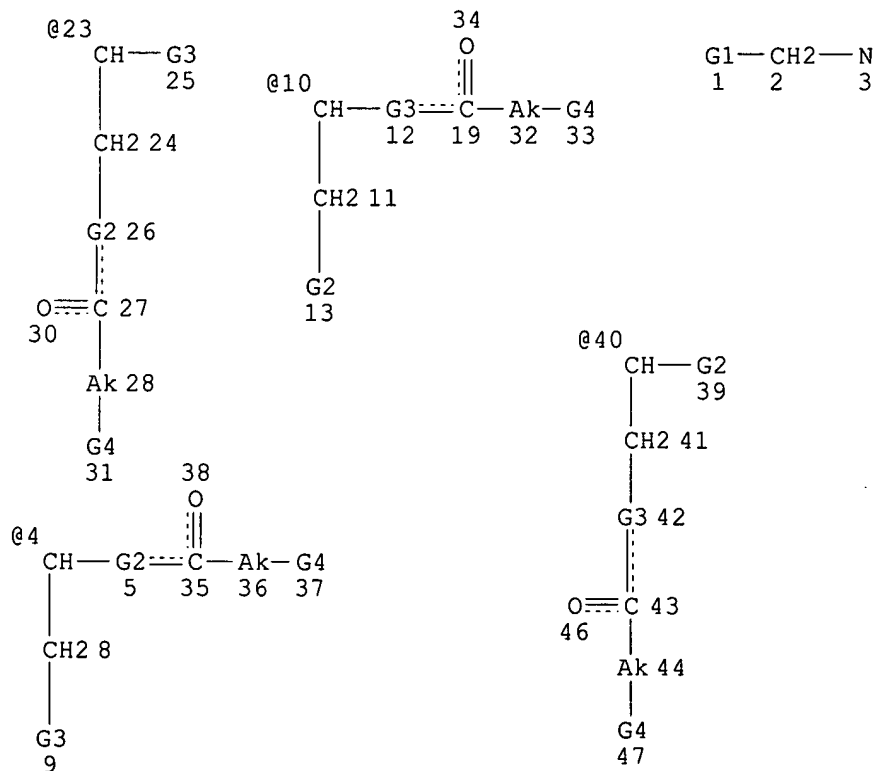 @23
CH G3
25
CH2 24
G2 26
O C 27
30
Ak 28
G4
31
34
O
@10
CH G3 C Ak G4
12 19 32 33
CH2 11
G2
13
G1 CH2 N
1 2 3
38
O
@4
CH G2 C Ak G4
5 35 36 37
CH2 8
G3
9
@40
CH G2
39
CH2 41
G3 42
O C 43
46
Ak 44
G4
47